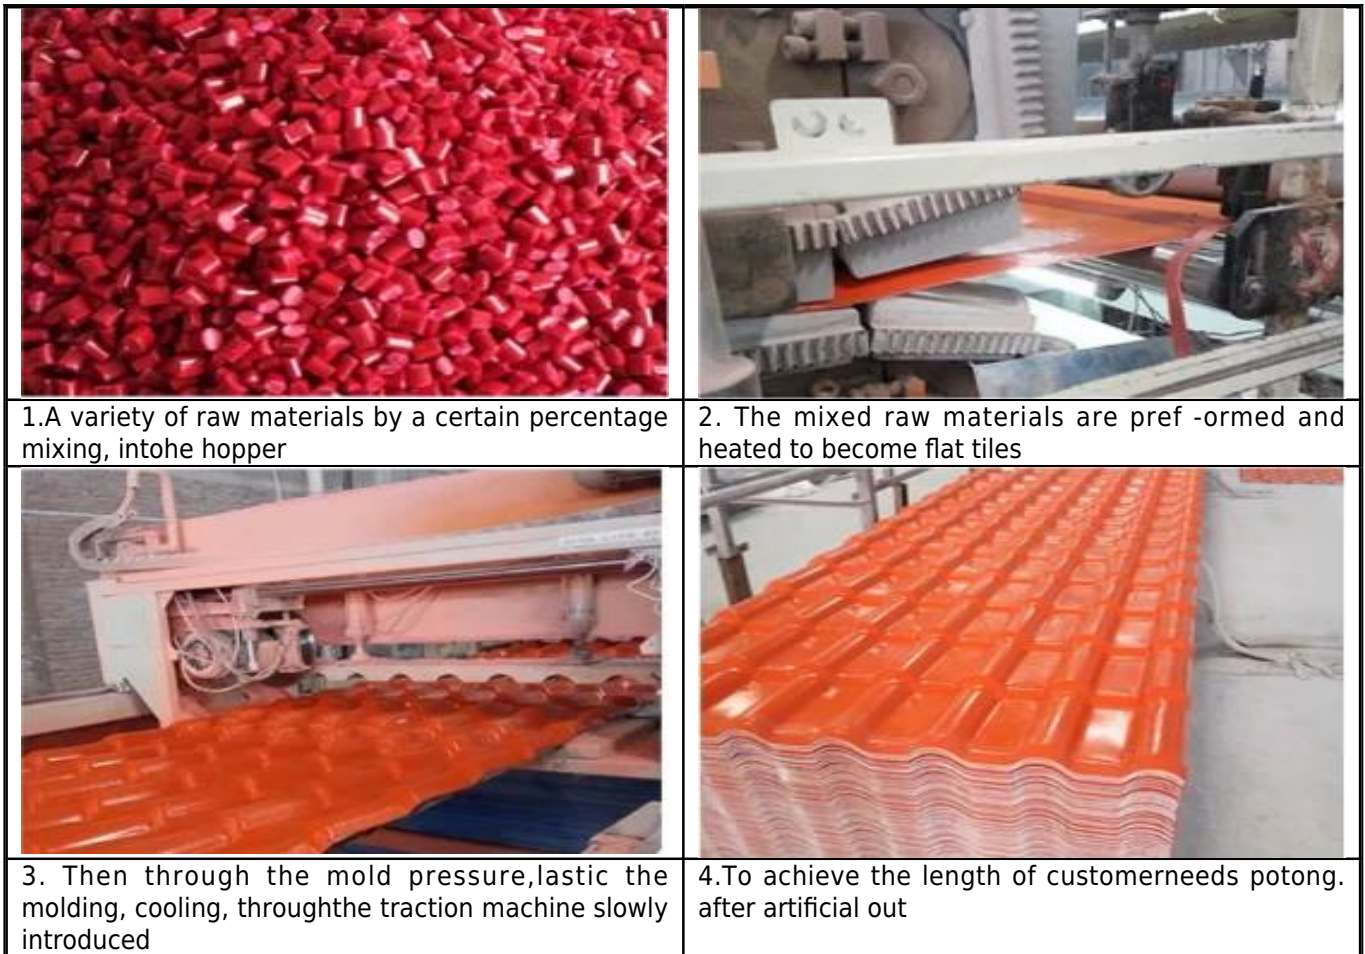 1.A variety of raw materials by a certain percentage
mixing, intohe hopper
2. The mixed raw materials are pref -ormed and
heated to become flat tiles
3. Then through the mold pressure,lastic the
molding, cooling, throughthe traction machine slowly
introduced
4.To achieve the length of customerneeds potong.
after artificial out